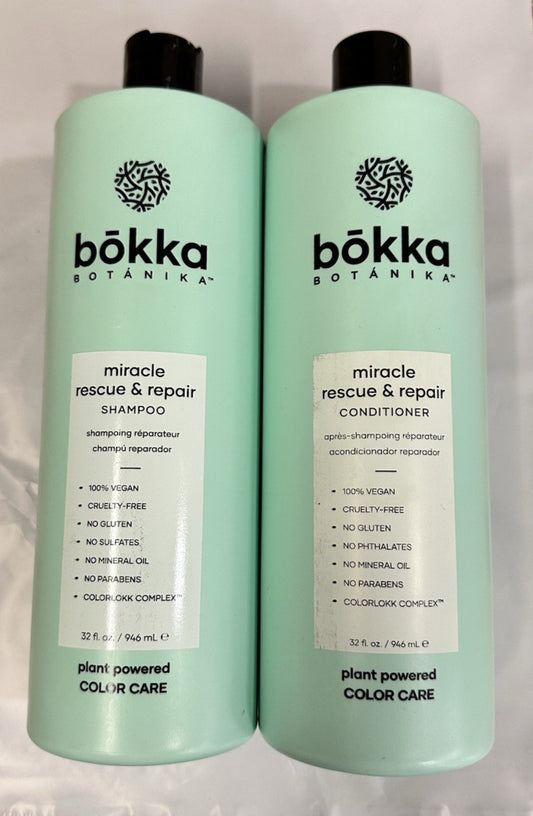 bōkka
BOTÁNIKA™
miracle
rescue & repair
SHAMPOO
shampoing réparateur
champú reparador
100% VEGAN
CRUELTY-FREE
NO GLUTEN
NO SULFATES
NO MINERAL OIL
NO PARABENS
COLORLOKK COMPLEX™
32 fl. oz. / 946 mL ℮
plant powered
COLOR CARE
bōkka
BOTÁNIKA™
miracle
rescue & repair
CONDITIONER
après-shampoing réparateur
acondicionador reparador
100% VEGAN
CRUELTY-FREE
NO GLUTEN
NO PHTHALATES
NO MINERAL OIL
NO PARABENS
COLORLOKK COMPLEX™
32 fl. oz. / 946 mL ℮
plant powered
COLOR CARE